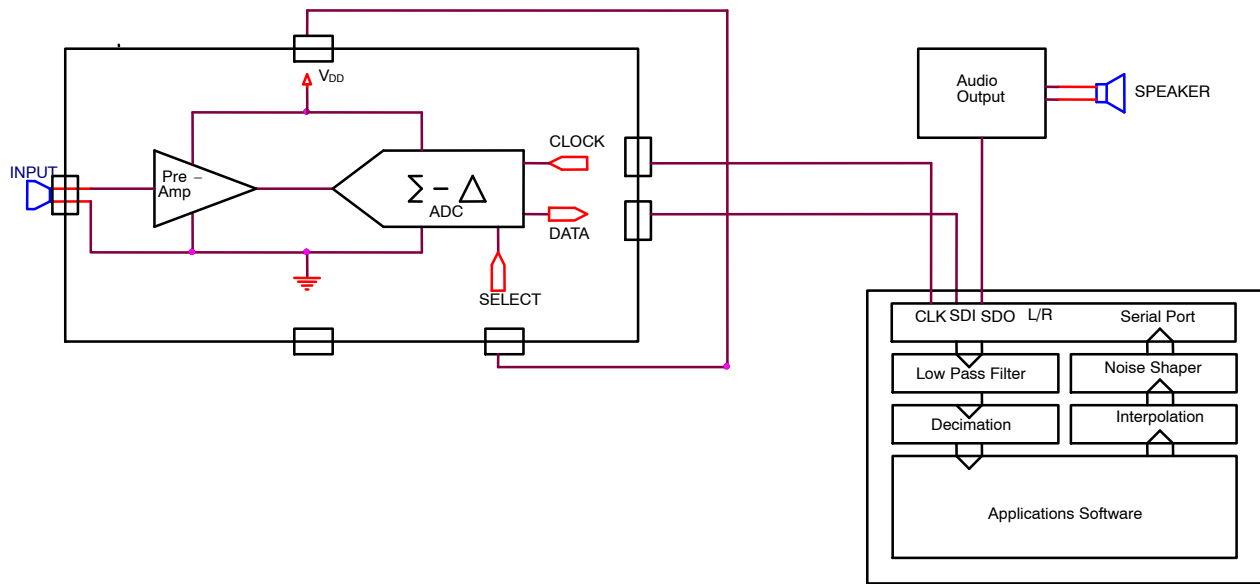 V_DD
Audio
Output
SPEAKER
CLOCK
INPUT
Pre –
Amp
Σ – Δ
ADC
DATA
SELECT
CLK SDI SDO L/R Serial Port
Low Pass Filter
Noise Shaper
Decimation
Interpolation
Applications Software